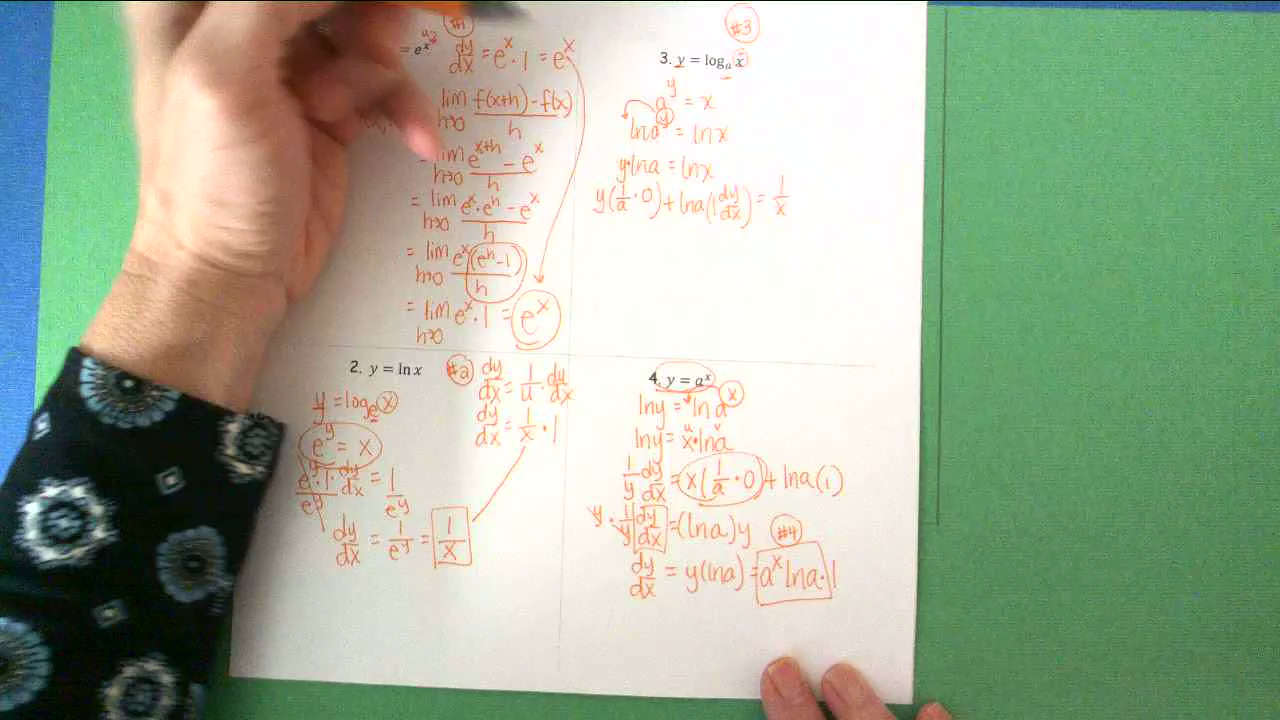 #1
= e^x dy/dx = e^x · 1 = e^x
lim h→0 f(x+h) - f(x) / h
= lim h→0 e^(x+h) - e^x / h
= lim h→0 e^x · e^h - e^x / h
= lim h→0 e^x (e^h - 1) / h
= lim h→0 e^x · 1 = e^x
2. y = ln x #2
y = log_e x
e^y = x
e^y · 1 · dy/dx / e^y = 1 / e^y
dy/dx = 1/e^y = 1/x
dy/dx = 1/u · du/dx
dy/dx = 1/x · 1
#3
3. y = log_a x
a^y = x
ln a^y = ln x
y · ln a = ln x
y(1/a · 0) + ln a (1 dy/dx) = 1/x
4. y = a^x
ln y = ln a^x
ln y = x · ln a
u v
1/y dy/dx = x(1/a · 0) + ln a (1)
y · 1/y dy/dx = (ln a) y #4
dy/dx = y(ln a) = a^x ln a · 1